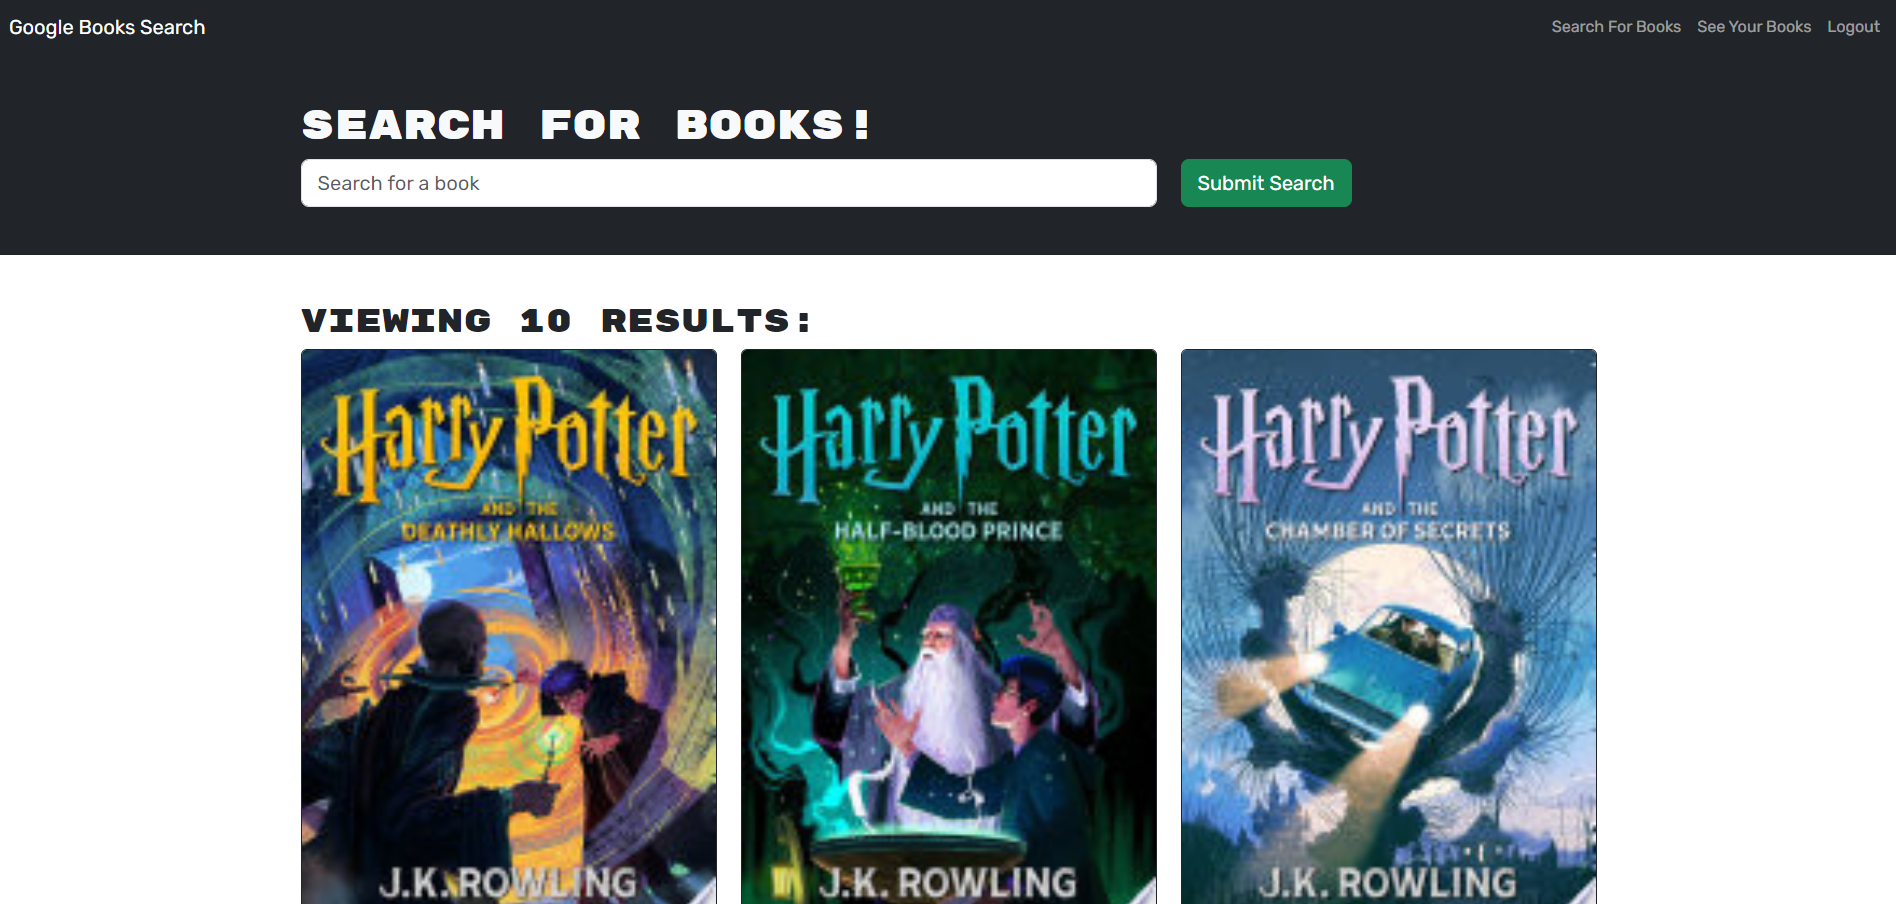 Google Books Search
Search For Books See Your Books Logout
SEARCH FOR BOOKS!
Search for a book
Submit Search
VIEWING 10 RESULTS:
Harry Potter
AND THE
DEATHLY HALLOWS
J.K. ROWLING
Harry Potter
AND THE
HALF-BLOOD PRINCE
J.K. ROWLING
Harry Potter
AND THE
CHAMBER OF SECRETS
J.K. ROWLING